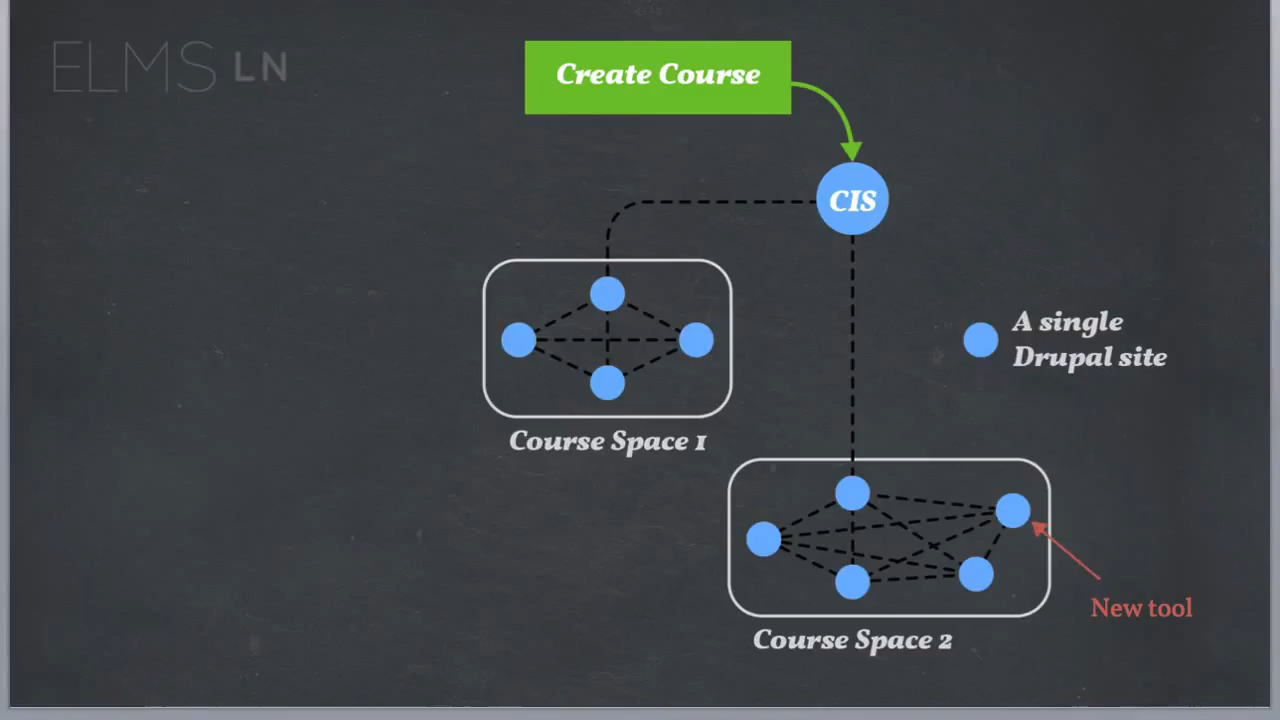 ELMS LN
Create Course
CIS
A single
Drupal site
Course Space 1
New tool
Course Space 2